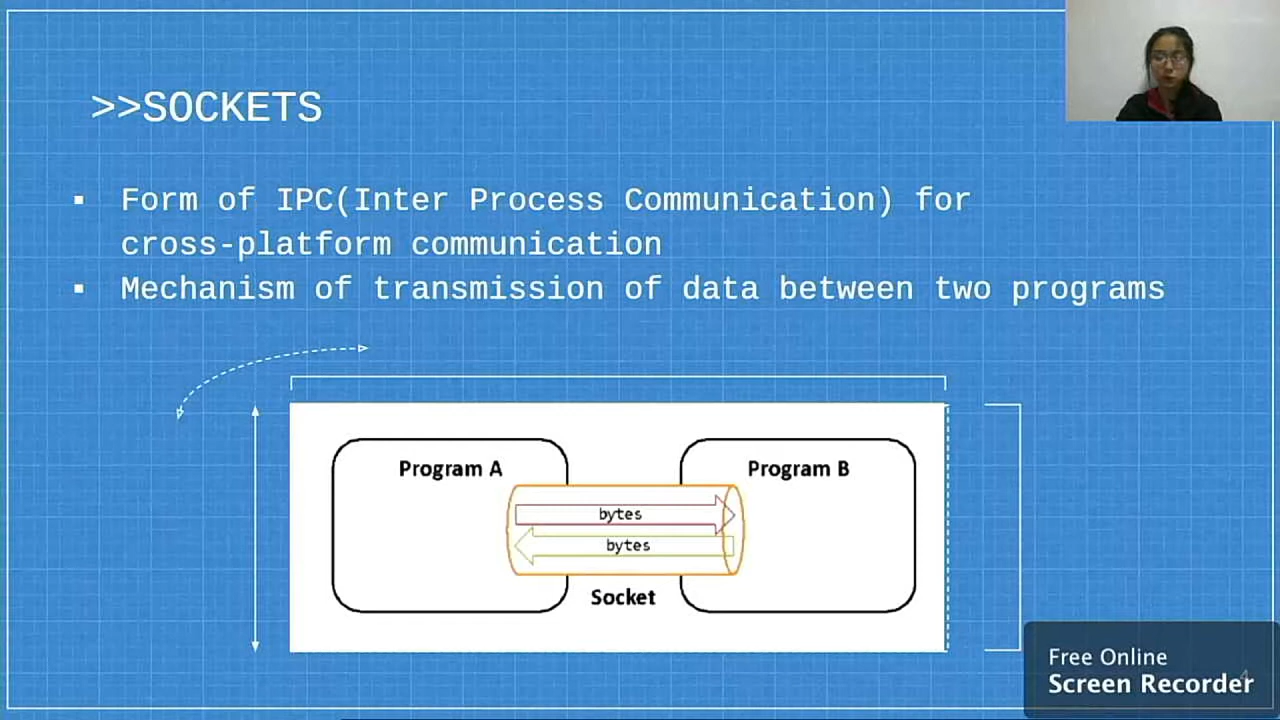 >>SOCKETS
▪ Form of IPC(Inter Process Communication) for
cross-platform communication
▪ Mechanism of transmission of data between two programs
Program A
Program B
bytes
bytes
Socket
Free Online
Screen Recorder
4